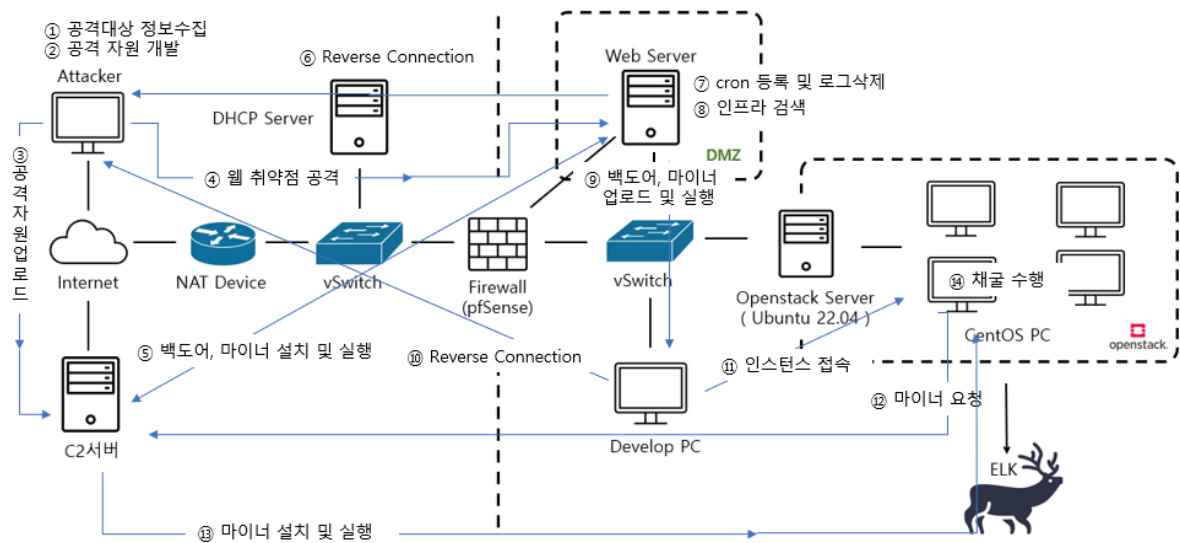 ① 공격대상 정보수집
② 공격 자원 개발
Attacker
⑥ Reverse Connection
DHCP Server
Web Server
⑦ cron 등록 및 로그삭제
⑧ 인프라 검색
DMZ
③공격자원업로드
④ 웹 취약점 공격
⑨ 백도어, 마이너
업로드 및 실행
Internet
NAT Device
vSwitch
Firewall
(pfSense)
vSwitch
Openstack Server
( Ubuntu 22.04 )
⑭ 채굴 수행
CentOS PC
openstack.
⑤ 백도어, 마이너 설치 및 실행
⑩ Reverse Connection
⑪ 인스턴스 접속
⑫ 마이너 요청
C2서버
Develop PC
ELK
⑬ 마이너 설치 및 실행